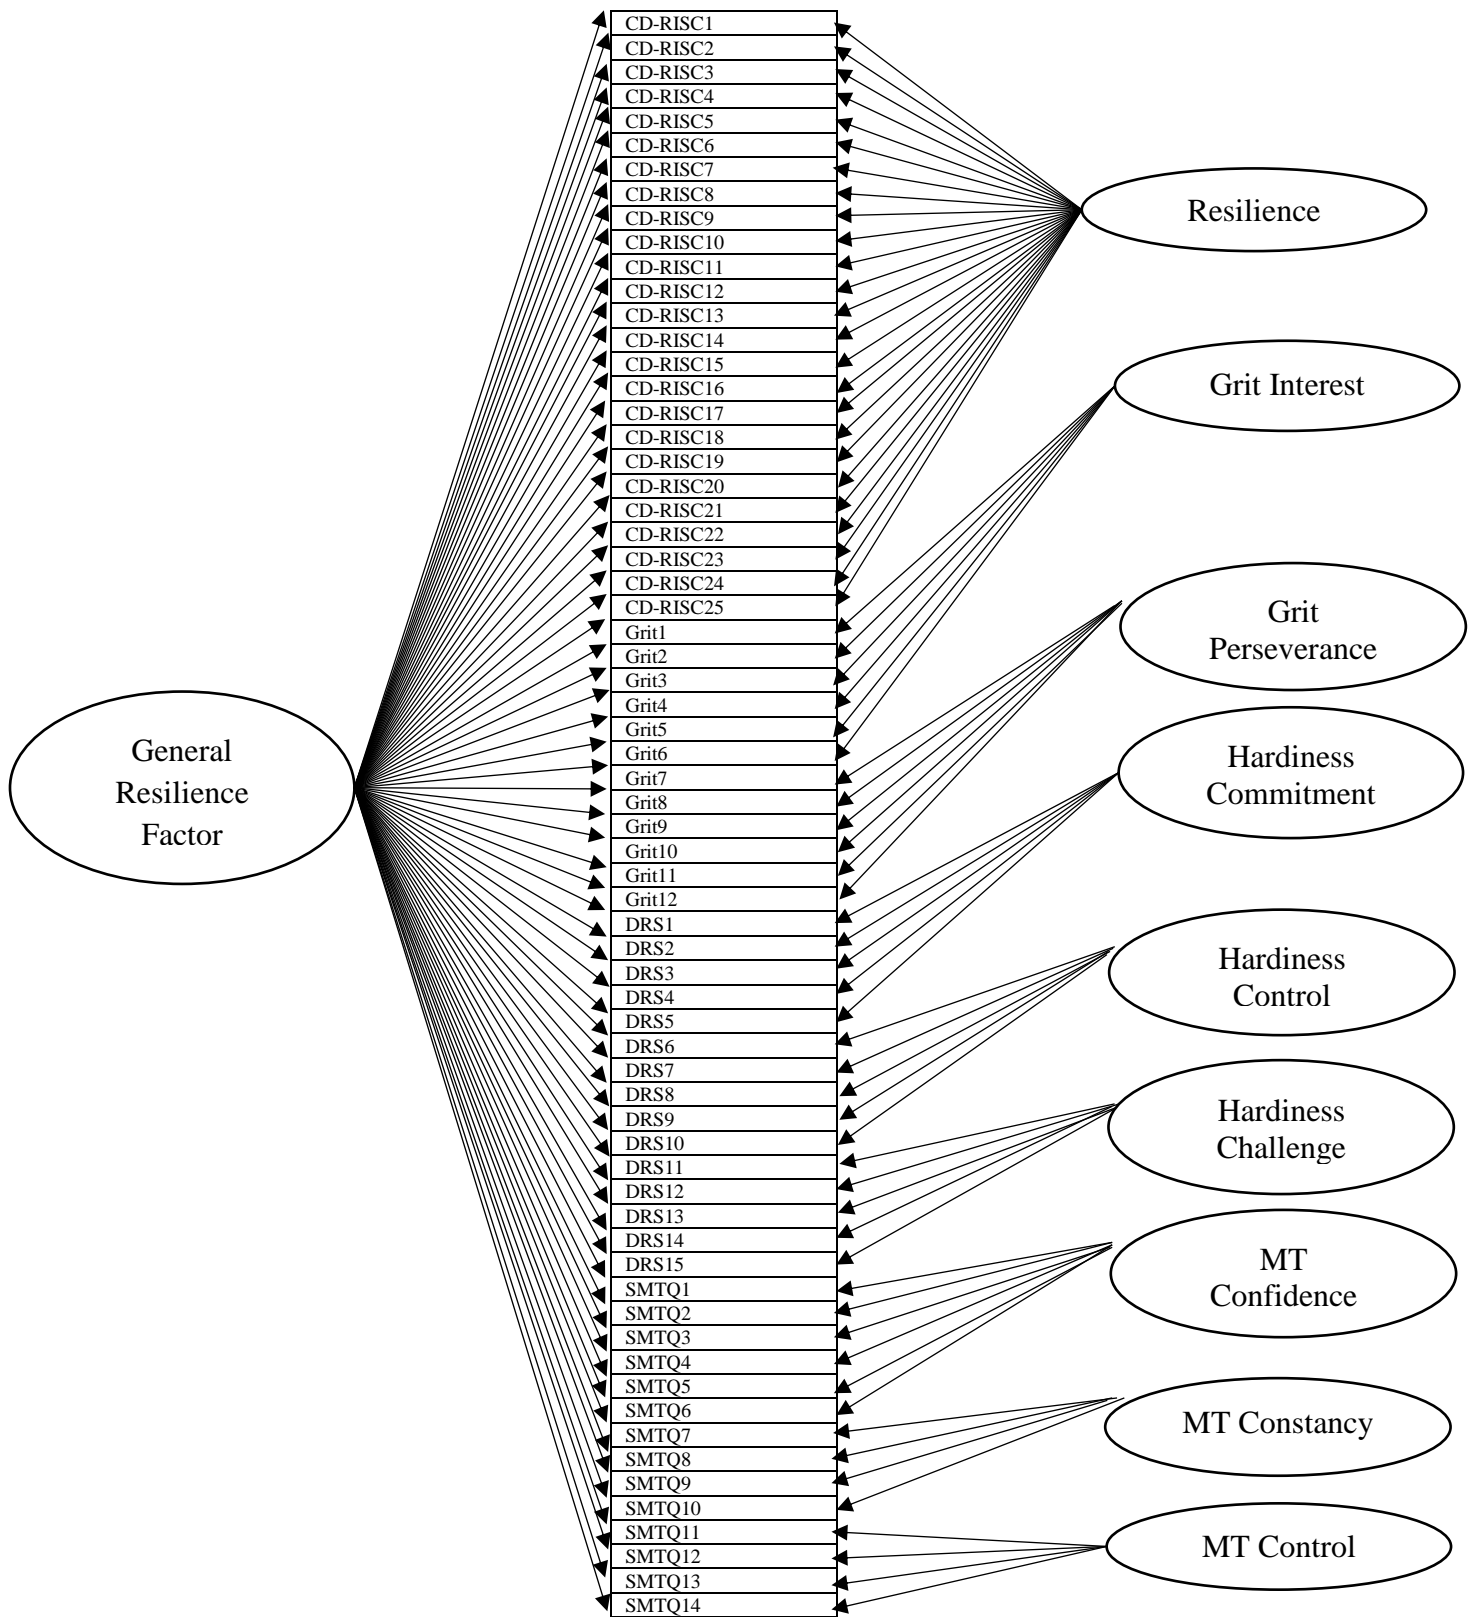 CD-RISC1
CD-RISC2
CD-RISC3
CD-RISC4
CD-RISC5
CD-RISC6
CD-RISC7
CD-RISC8
CD-RISC9
CD-RISC10
CD-RISC11
CD-RISC12
CD-RISC13
CD-RISC14
CD-RISC15
CD-RISC16
CD-RISC17
CD-RISC18
CD-RISC19
CD-RISC20
CD-RISC21
CD-RISC22
CD-RISC23
CD-RISC24
CD-RISC25
Grit1
Grit2
Grit3
Grit4
Grit5
Grit6
Grit7
Grit8
Grit9
Grit10
Grit11
Grit12
DRS1
DRS2
DRS3
DRS4
DRS5
DRS6
DRS7
DRS8
DRS9
DRS10
DRS11
DRS12
DRS13
DRS14
DRS15
SMTQ1
SMTQ2
SMTQ3
SMTQ4
SMTQ5
SMTQ6
SMTQ7
SMTQ8
SMTQ9
SMTQ10
SMTQ11
SMTQ12
SMTQ13
SMTQ14
General
Resilience
Factor
Resilience
Grit Interest
Grit
Perseverance
Hardiness
Commitment
Hardiness
Control
Hardiness
Challenge
MT
Confidence
MT Constancy
MT Control